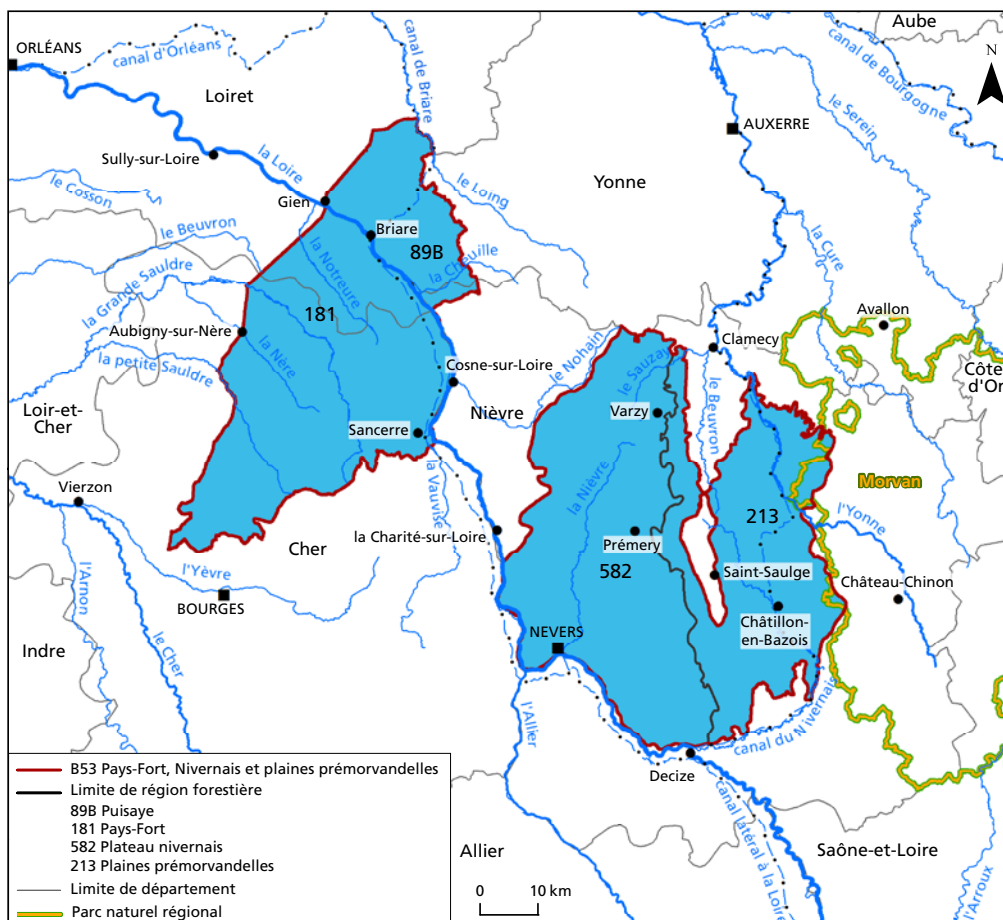 Aube
N
ORLÉANS
canal d'Orléans
canal de Briare
canal de Bourgogne
Loiret
le Serein
AUXERRE
Sully-sur-Loire
la Loire
Yonne
le Cosson
le Loing
Gien
le Beuvron
Briare
la Cure
89B
la Notreure
la Cheuille
la Grande Sauldre
181
Avallon
Aubigny-sur-Nère
Clamecy
la Nère
le Nohain
le Sauzay
la petite Sauldre
Cosne-sur-Loire
Côte-
d'Or
Loir-et-
Cher
Nièvre
le Beuvron
Varzy
Sancerre
la Vauvise
la Nièvre
Morvan
Vierzon
213
l'Yonne
la Charité-sur-Loire
Prémery
Cher
582
Saint-Saulge
l'Yèvre
l'Arnon
BOURGES
Château-Chinon
Châtillon-
en-Bazois
le Cher
NEVERS
Indre
l'Allier
canal du Nivernais
Decize
canal latéral à la Loire
Allier
Saône-et-Loire
l'Arroux
B53 Pays-Fort, Nivernais et plaines prémorvandelles
Limite de région forestière
89B Puisaye
181 Pays-Fort
582 Plateau nivernais
213 Plaines prémorvandelles
Limite de département
Parc naturel régional
0 10 km